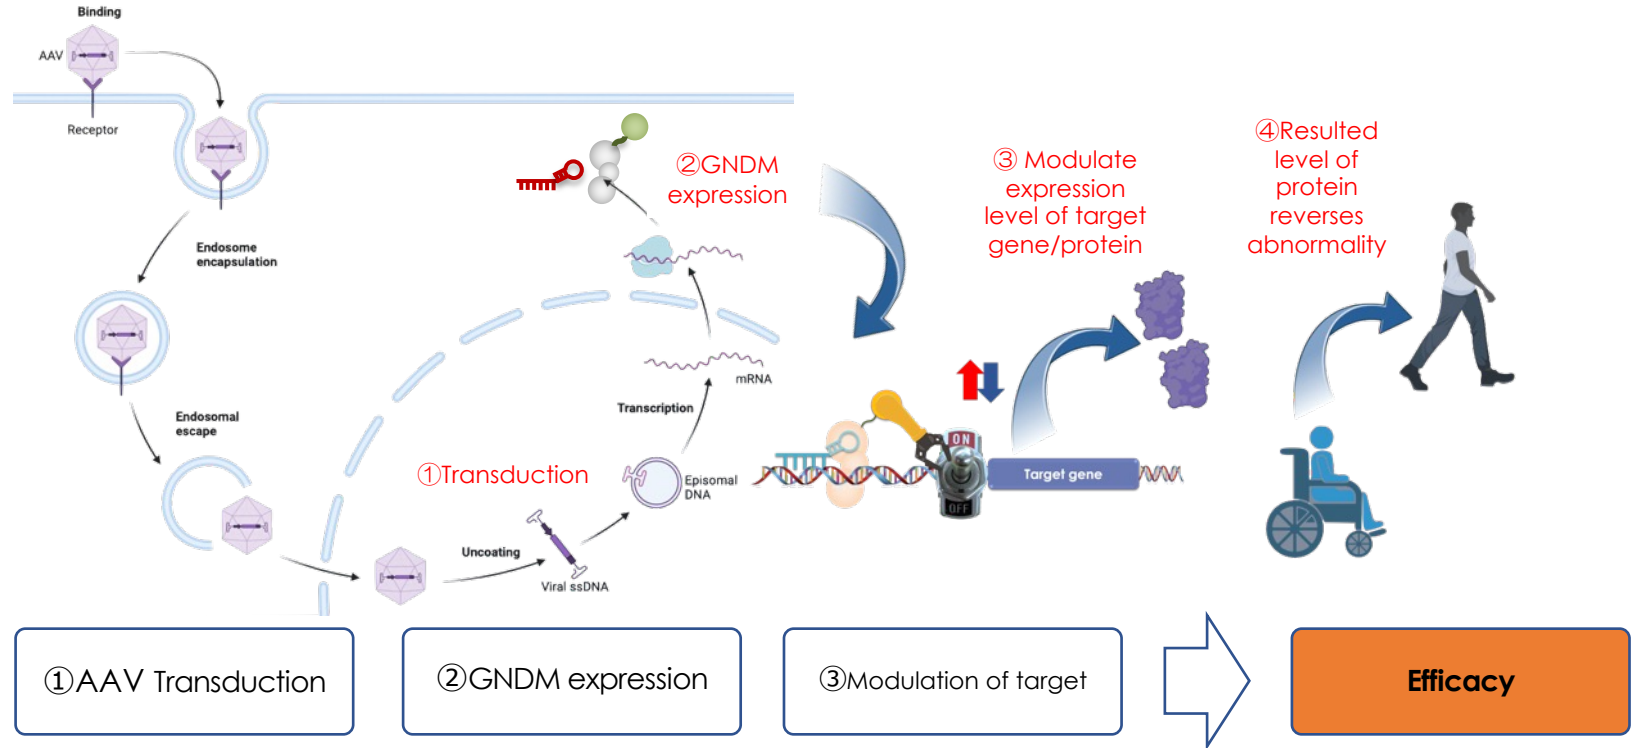 Binding
AAV
Receptor
Endosome
encapsulation
Endosomal
escape
①Transduction
Uncoating
Viral ssDNA
Episomal
DNA
Transcription
mRNA
②GNDM
expression
③ Modulate
expression
level of target
gene/protein
ON
OFF
Target gene
④Resulted
level of
protein
reverses
abnormality
①AAV Transduction
②GNDM expression
③Modulation of target
Efficacy